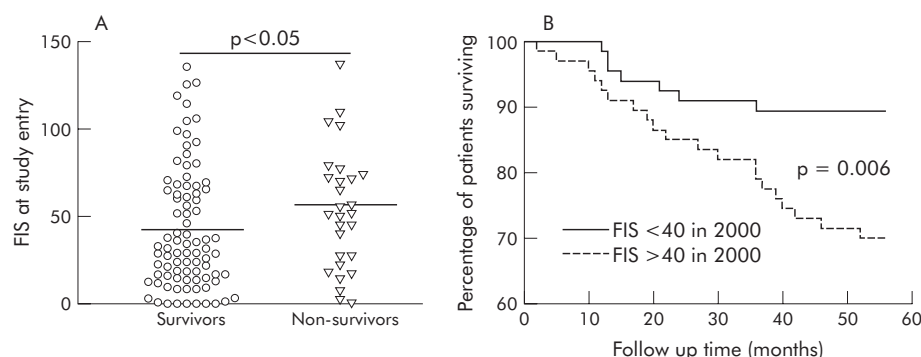 A
p<0.05
150
100
50
0
FIS at study entry
Survivors
Non-survivors
B
100
90
80
70
60
Percentage of patients surviving
p = 0.006
FIS <40 in 2000
FIS >40 in 2000
0 10 20 30 40 50 60
Follow up time (months)